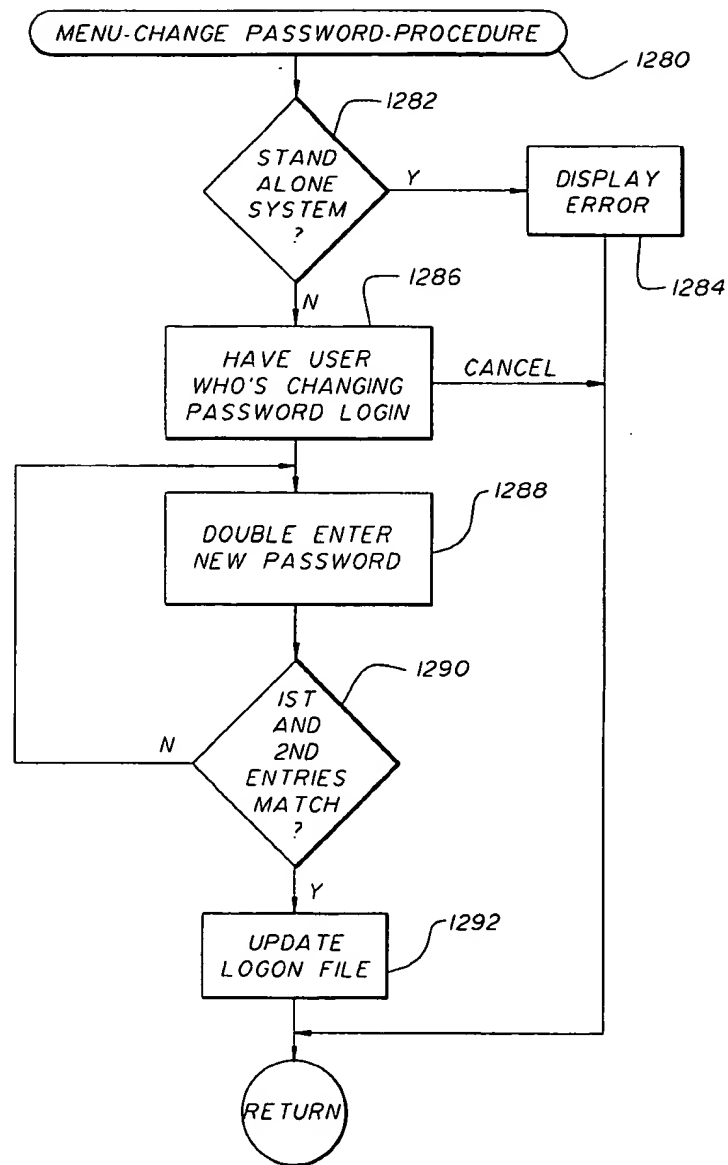 MENU-CHANGE PASSWORD-PROCEDURE
1280
1282
STAND
ALONE
SYSTEM
?
Y
DISPLAY
ERROR
1284
N
1286
HAVE USER
WHO'S CHANGING
PASSWORD LOGIN
CANCEL
1288
DOUBLE ENTER
NEW PASSWORD
1290
1ST
AND
2ND
ENTRIES
MATCH
?
N
Y
1292
UPDATE
LOGON FILE
RETURN